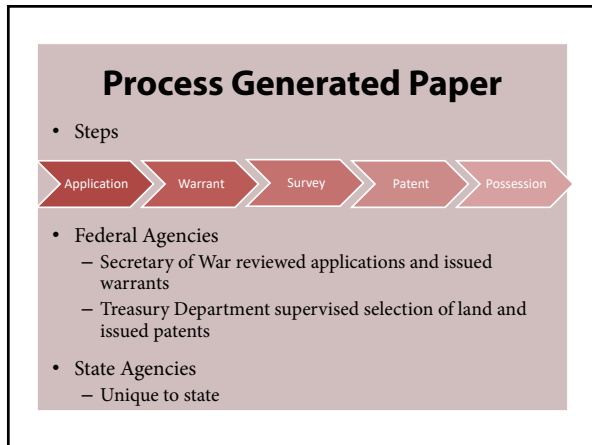 Process Generated Paper
• Steps
Application Warrant Survey Patent Possession
• Federal Agencies
– Secretary of War reviewed applications and issued
warrants
– Treasury Department supervised selection of land and
issued patents
• State Agencies
– Unique to state